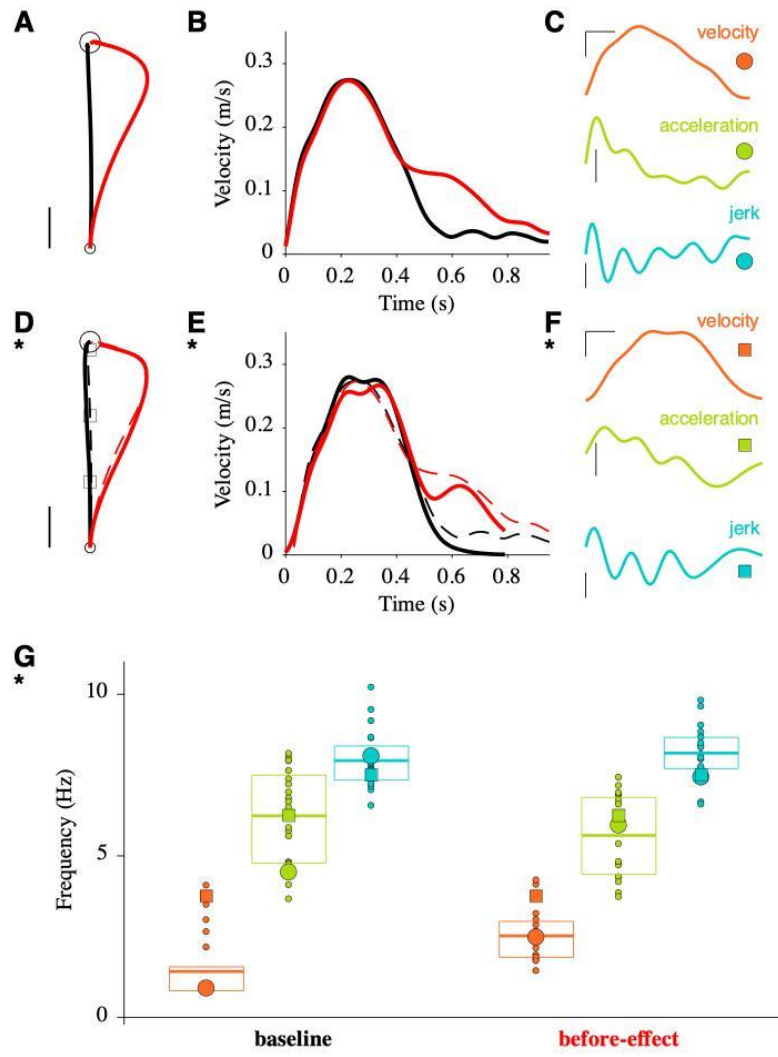 A
B
C
velocity
acceleration
jerk
Velocity (m/s)
0.3
0.2
0.1
0
0 0.2 0.4 0.6 0.8
Time (s)
D
*
E
*
F
*
velocity
acceleration
jerk
Velocity (m/s)
0.3
0.2
0.1
0
0 0.2 0.4 0.6 0.8
Time (s)
G
*
Frequency (Hz)
10
5
0
baseline before-effect